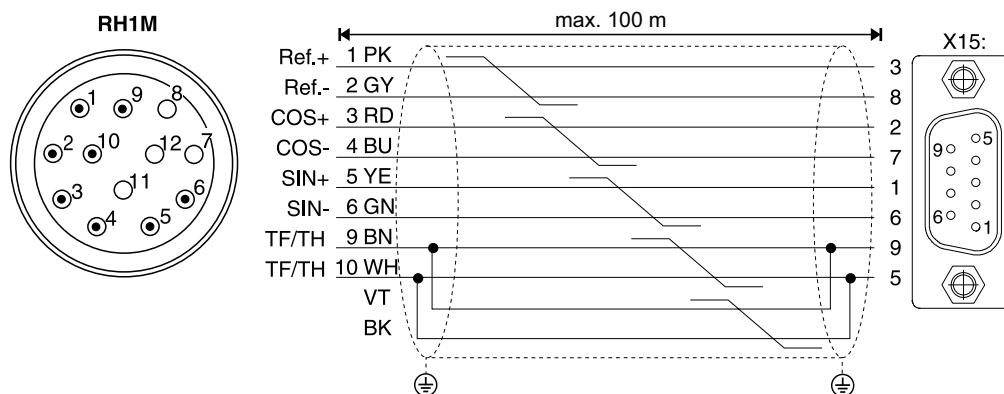 RH1M
max. 100 m
X15:
Ref.+ 1 PK 3
Ref.- 2 GY 8
COS+ 3 RD 2
COS- 4 BU 7
SIN+ 5 YE 1
SIN- 6 GN 6
TF/TH 9 BN 9
TF/TH 10 WH 5
VT
BK
1 9 8
2 10 12 7
11
3 6
4 5
9 5
6 1